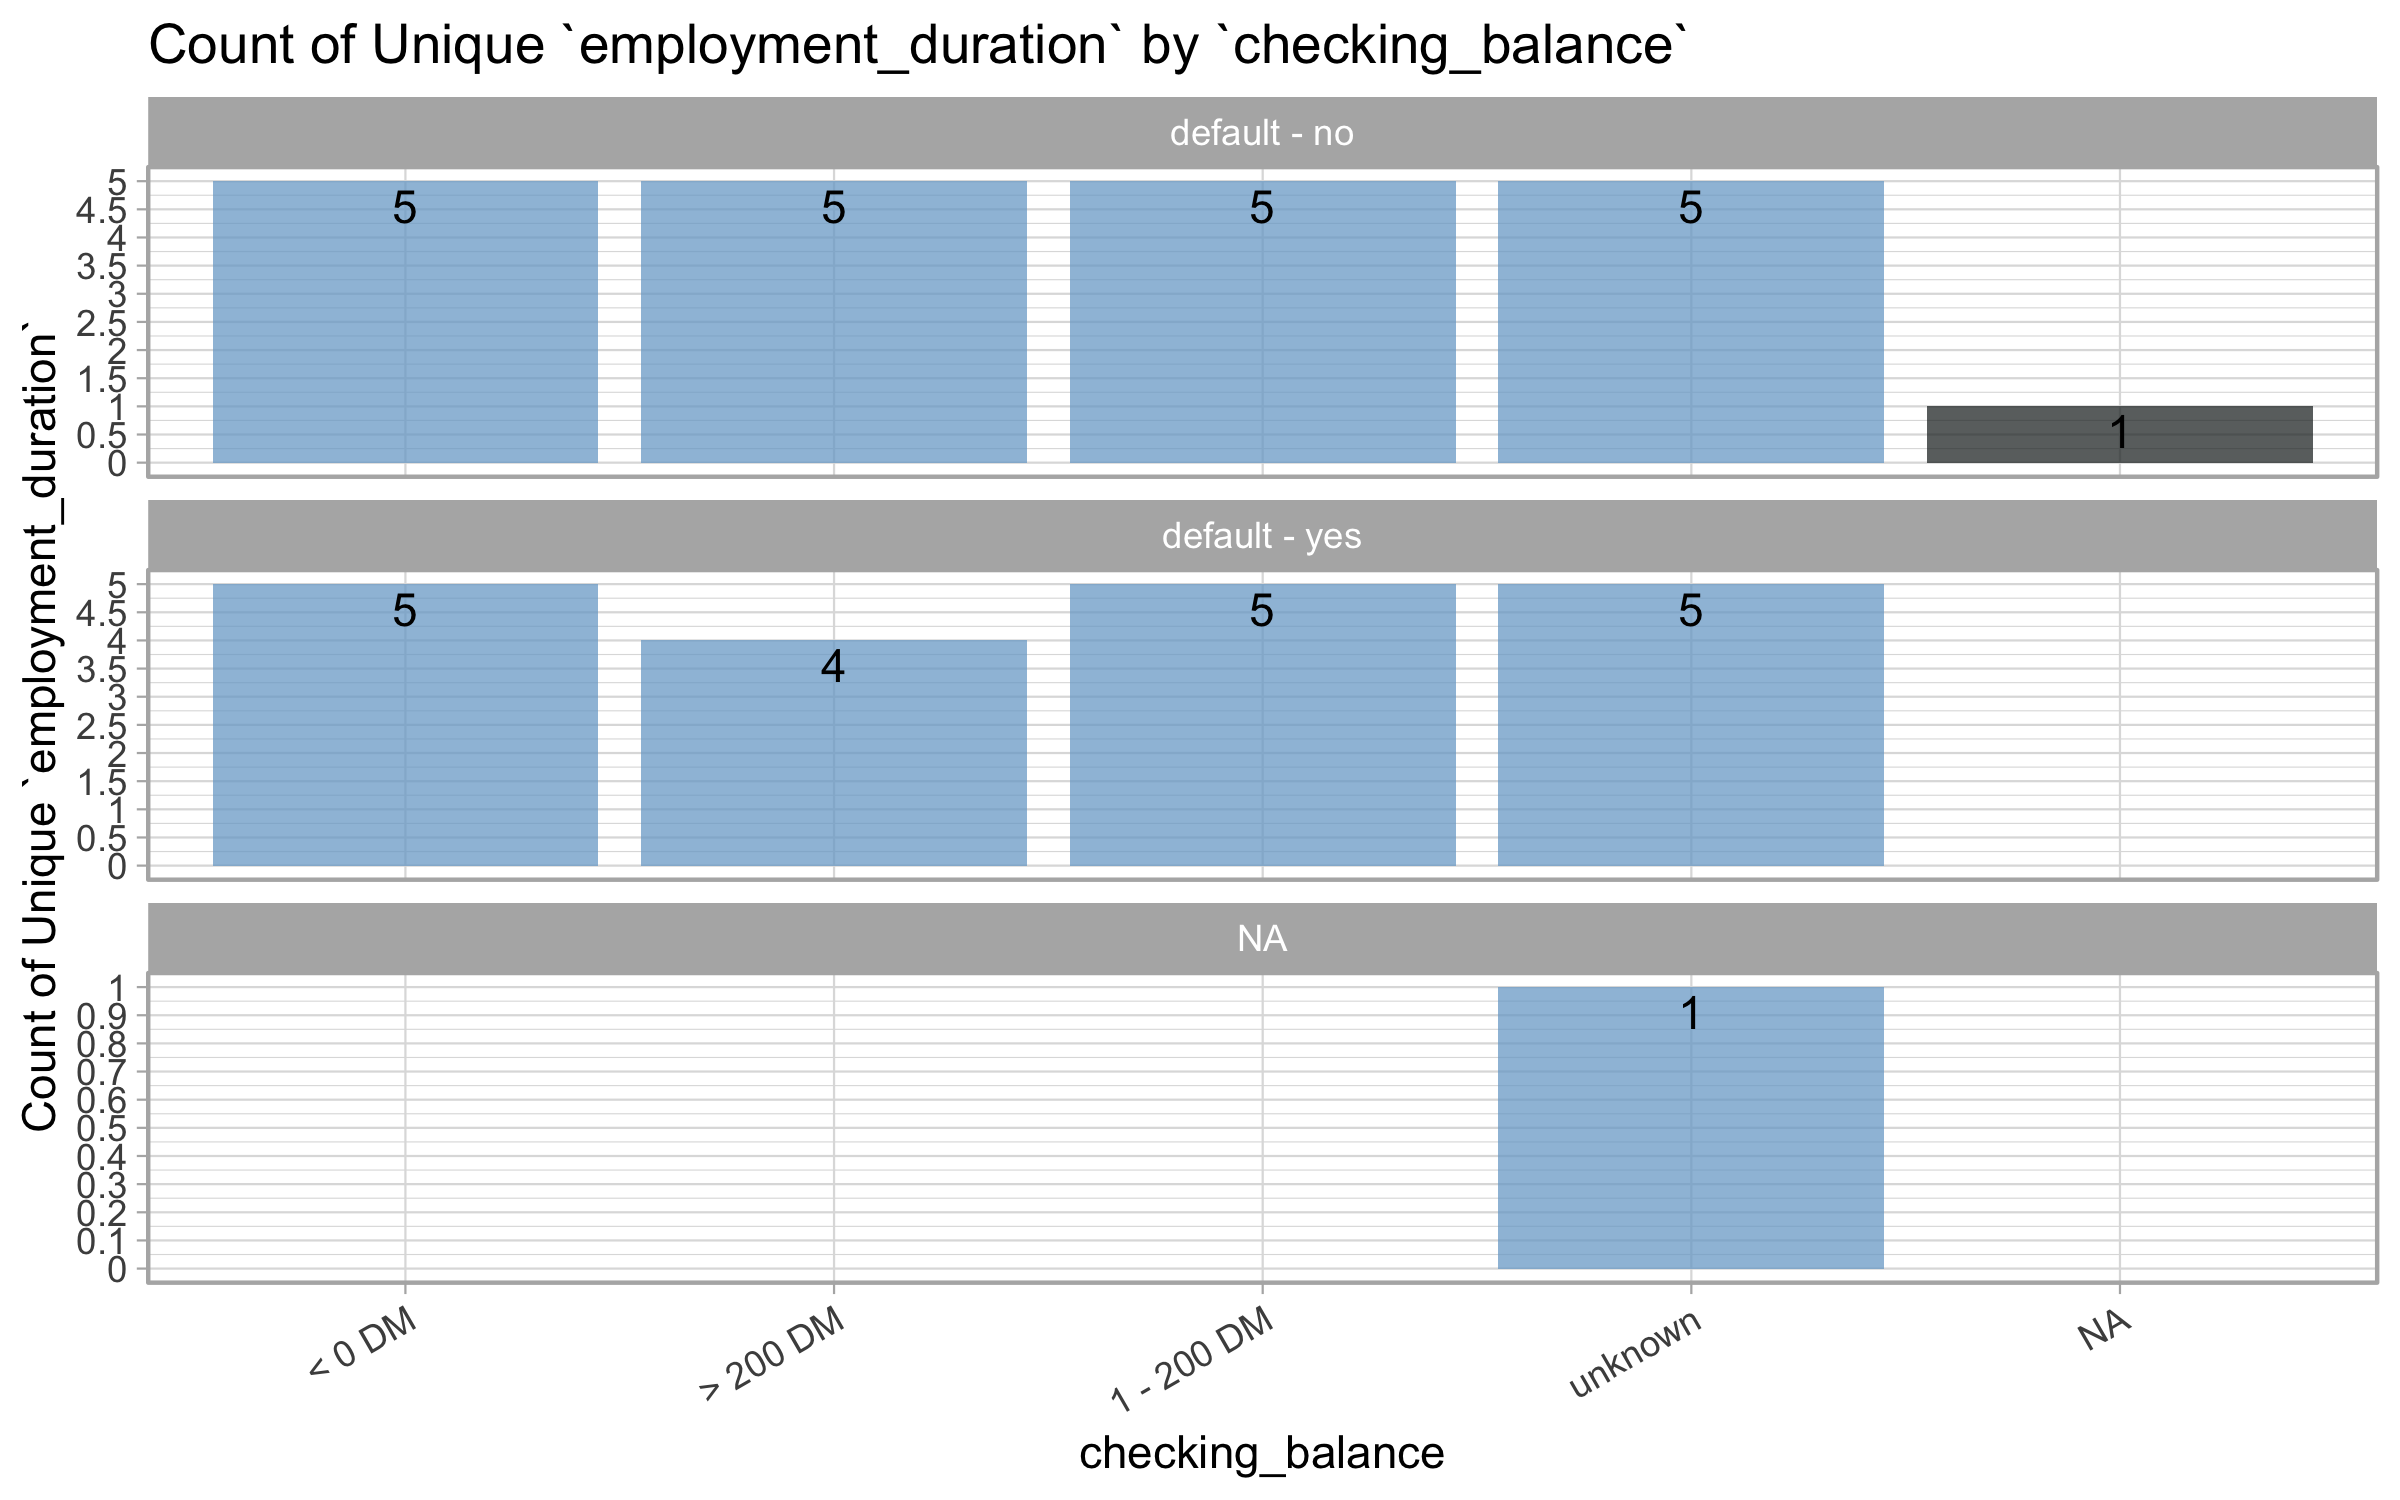 Count of Unique `employment_duration` by `checking_balance`
Count of Unique `employment_duration`
default - no
5
4.5
4
3.5
3
2.5
2
1.5
1
0.5
0
5 5 5 5 1
default - yes
5
4.5
4
3.5
3
2.5
2
1.5
1
0.5
0
5 4 5 5
NA
1
0.9
0.8
0.7
0.6
0.5
0.4
0.3
0.2
0.1
0
1
< 0 DM
> 200 DM
1 - 200 DM
unknown
NA
checking_balance